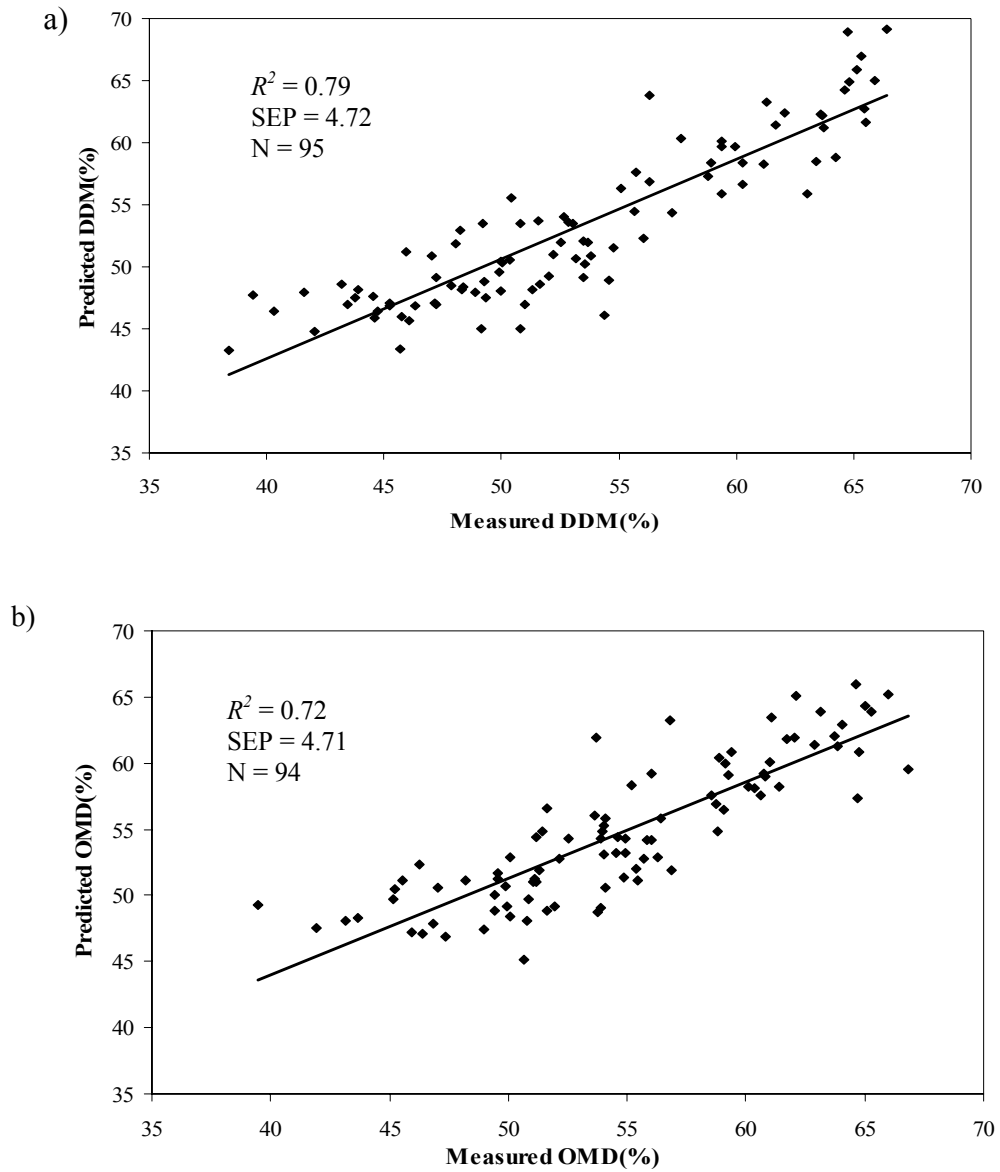 a)
70
65
60
55
50
45
40
35
Predicted DDM(%)
R² = 0.79
SEP = 4.72
N = 95
35 40 45 50 55 60 65 70
Measured DDM(%)
b)
70
65
60
55
50
45
40
35
Predicted OMD(%)
R² = 0.72
SEP = 4.71
N = 94
35 40 45 50 55 60 65 70
Measured OMD(%)